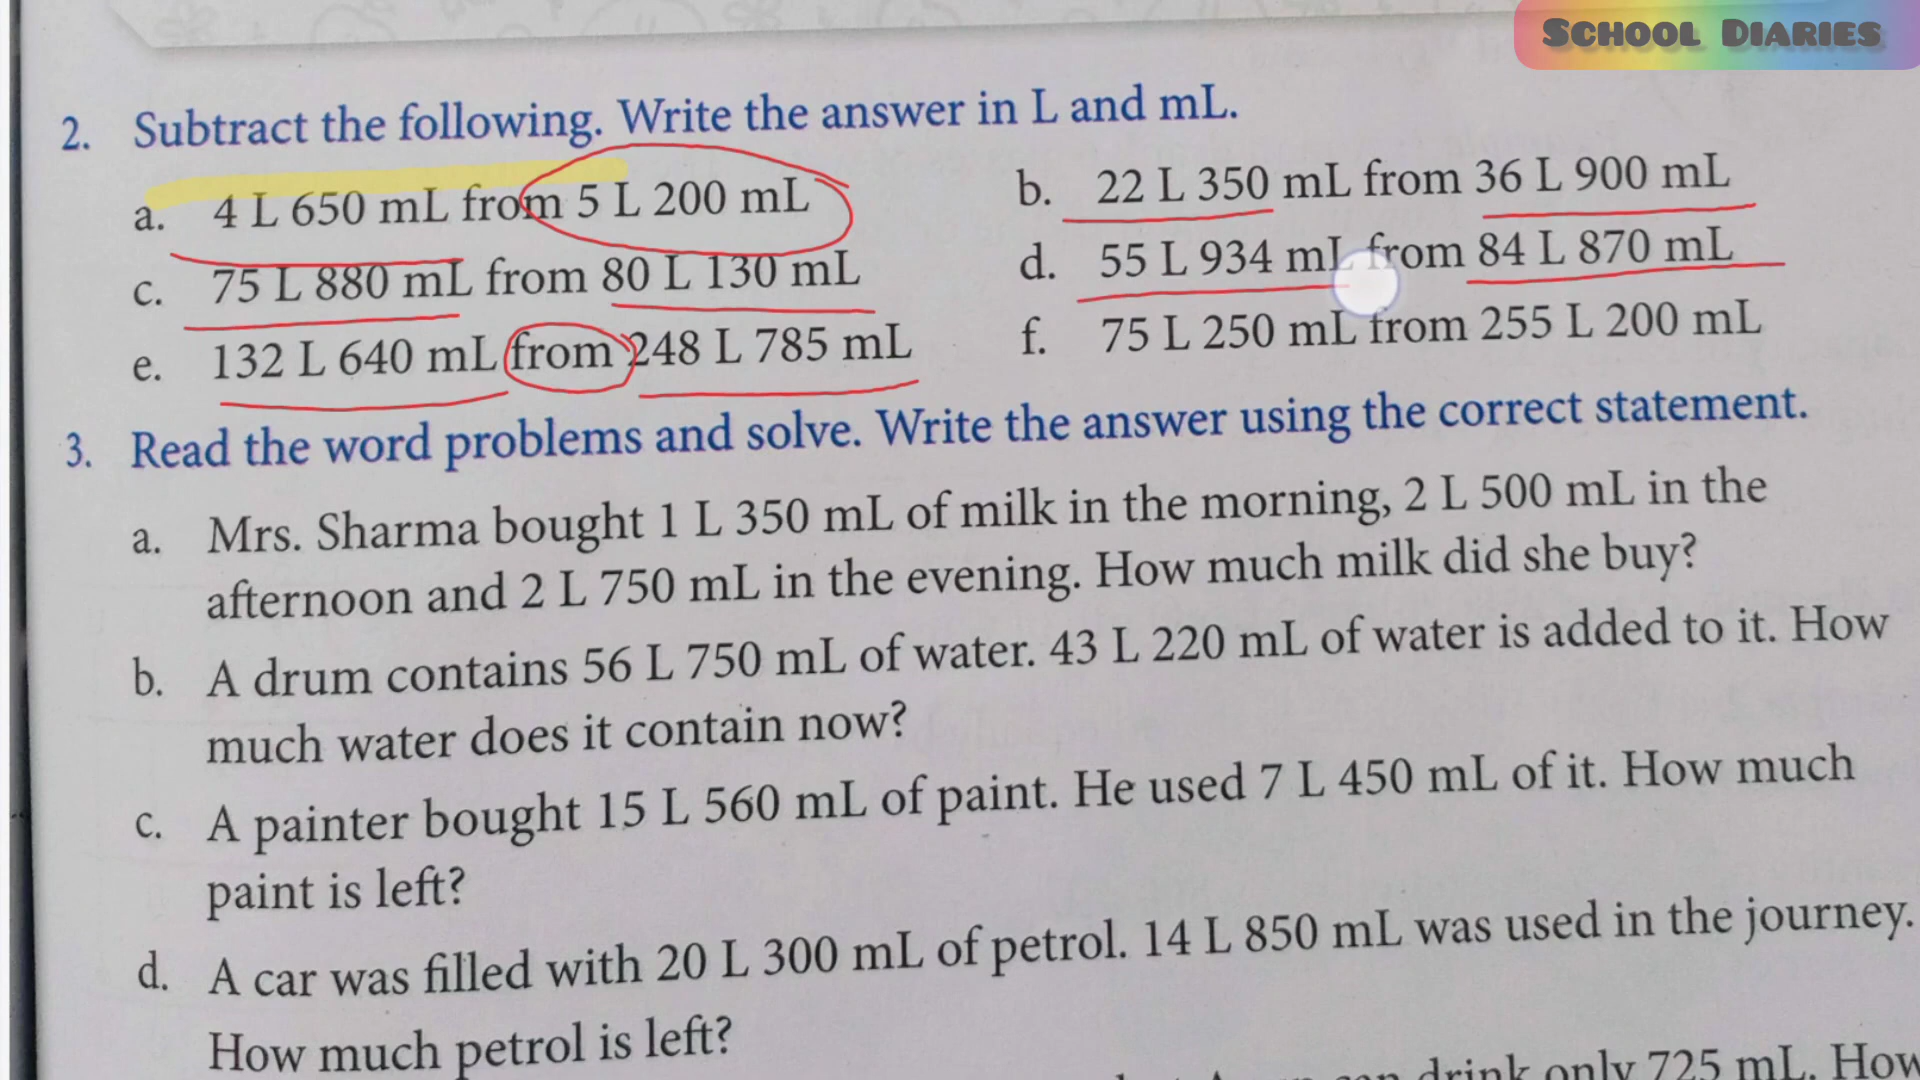 SCHOOL DIARIES
2. Subtract the following. Write the answer in L and mL.
a. 4 L 650 mL from 5 L 200 mL b. 22 L 350 mL from 36 L 900 mL
c. 75 L 880 mL from 80 L 130 mL d. 55 L 934 mL from 84 L 870 mL
e. 132 L 640 mL from 248 L 785 mL f. 75 L 250 mL from 255 L 200 mL
3. Read the word problems and solve. Write the answer using the correct statement.
a. Mrs. Sharma bought 1 L 350 mL of milk in the morning, 2 L 500 mL in the
afternoon and 2 L 750 mL in the evening. How much milk did she buy?
b. A drum contains 56 L 750 mL of water. 43 L 220 mL of water is added to it. How
much water does it contain now?
c. A painter bought 15 L 560 mL of paint. He used 7 L 450 mL of it. How much
paint is left?
d. A car was filled with 20 L 300 mL of petrol. 14 L 850 mL was used in the journey.
How much petrol is left?
drink only 725 mL. How